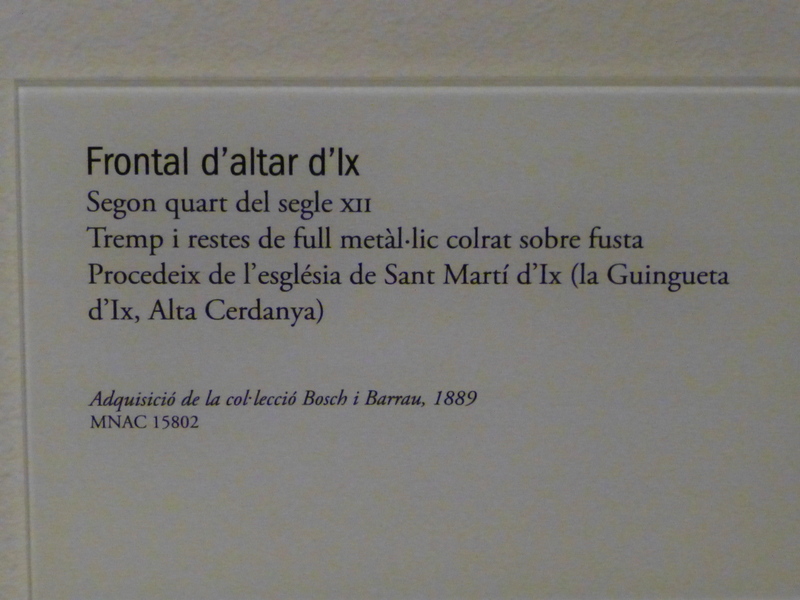 Frontal d'altar d'Ix
Segon quart del segle XII
Tremp i restes de full metàl·lic colrat sobre fusta
Procedeix de l'església de Sant Martí d'Ix (la Guingueta
d'Ix, Alta Cerdanya)
Adquisició de la col·lecció Bosch i Barrau, 1889
MNAC 15802